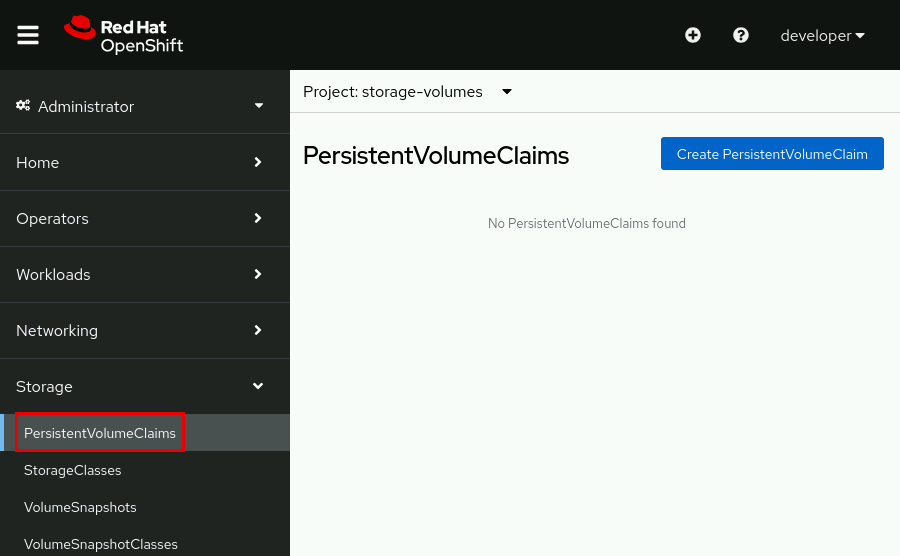 Red Hat
OpenShift
developer
Administrator
Home
Operators
Workloads
Networking
Storage
PersistentVolumeClaims
StorageClasses
VolumeSnapshots
VolumeSnapshotClasses
Project: storage-volumes
PersistentVolumeClaims
Create PersistentVolumeClaim
No PersistentVolumeClaims found